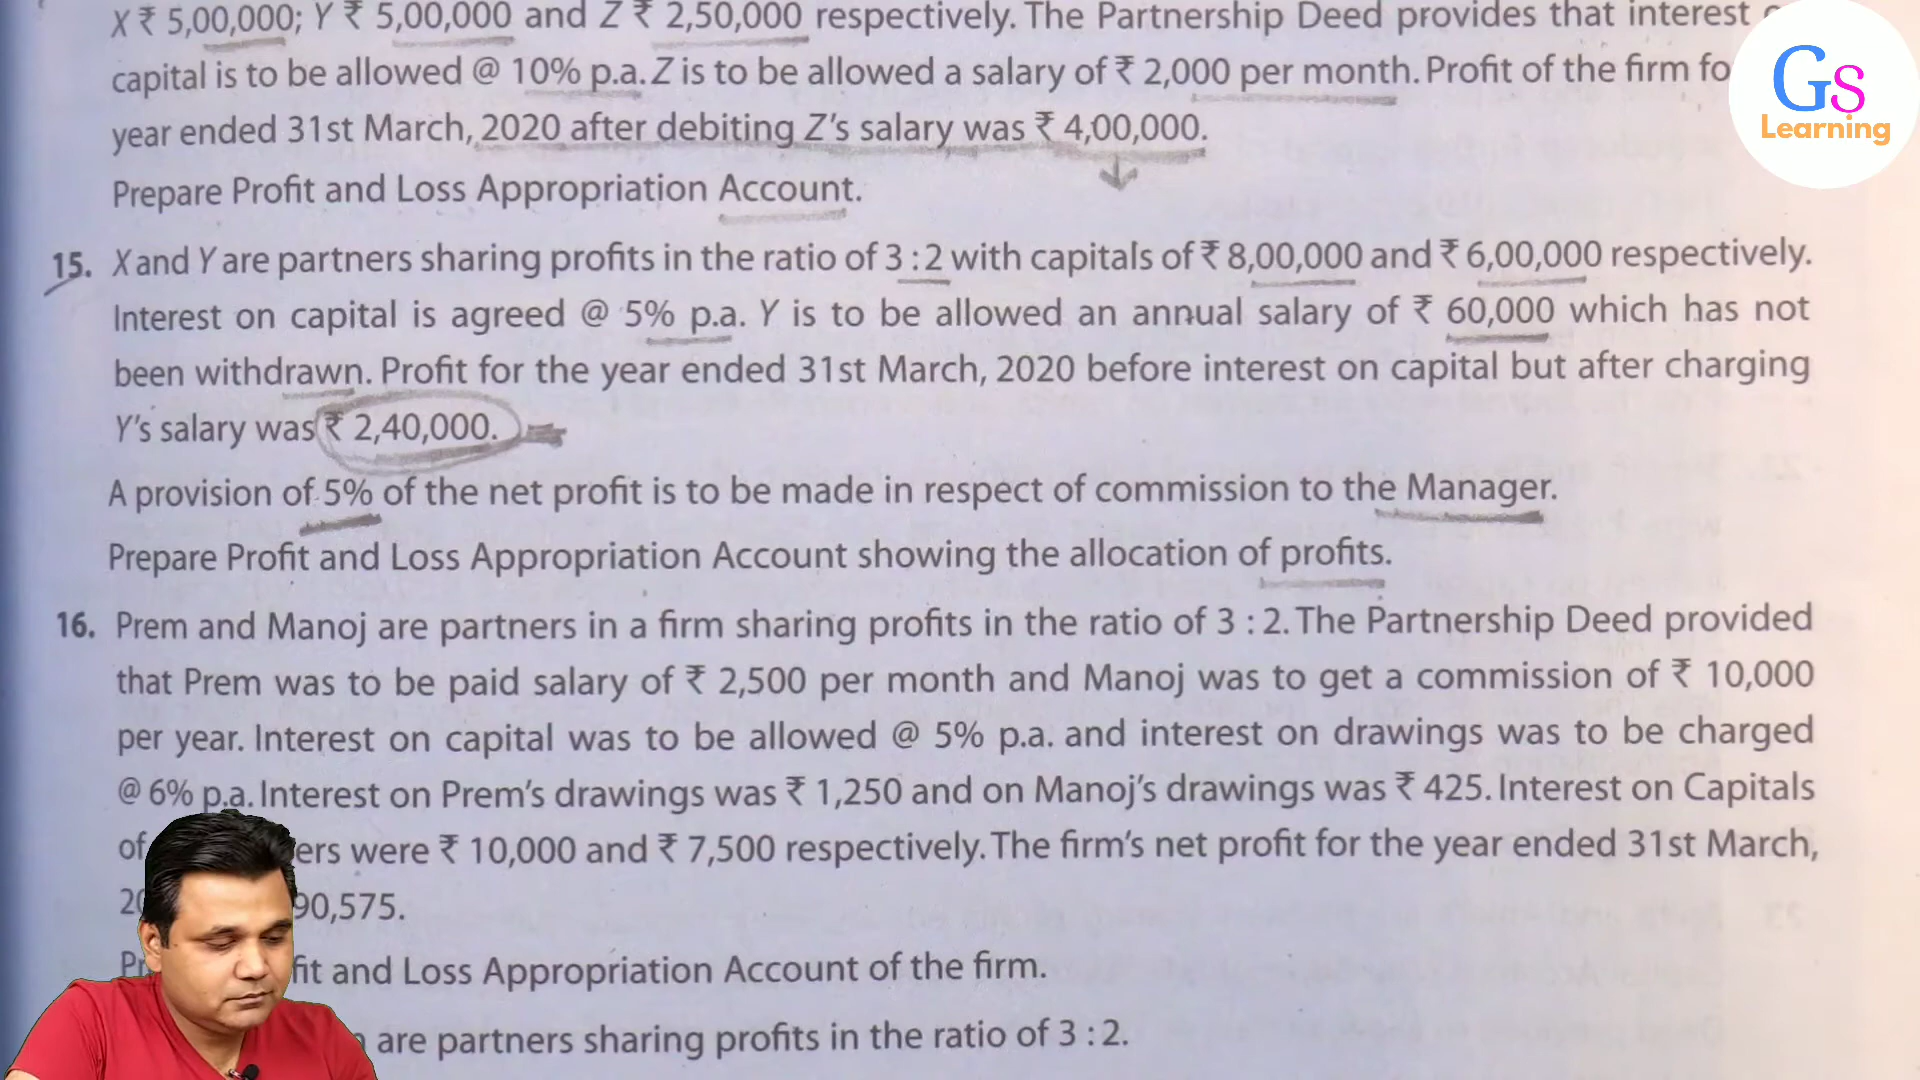 X ₹ 5,00,000; Y ₹ 5,00,000 and Z ₹ 2,50,000 respectively. The Partnership Deed provides that interest
capital is to be allowed @ 10% p.a. Z is to be allowed a salary of ₹ 2,000 per month. Profit of the firm fo
year ended 31st March, 2020 after debiting Z's salary was ₹ 4,00,000.
Prepare Profit and Loss Appropriation Account.
GS
Learning
15. X and Y are partners sharing profits in the ratio of 3 : 2 with capitals of ₹ 8,00,000 and ₹ 6,00,000 respectively.
Interest on capital is agreed @ 5% p.a. Y is to be allowed an annual salary of ₹ 60,000 which has not
been withdrawn. Profit for the year ended 31st March, 2020 before interest on capital but after charging
Y's salary was ₹ 2,40,000.
A provision of 5% of the net profit is to be made in respect of commission to the Manager.
Prepare Profit and Loss Appropriation Account showing the allocation of profits.
16. Prem and Manoj are partners in a firm sharing profits in the ratio of 3 : 2. The Partnership Deed provided
that Prem was to be paid salary of ₹ 2,500 per month and Manoj was to get a commission of ₹ 10,000
per year. Interest on capital was to be allowed @ 5% p.a. and interest on drawings was to be charged
@ 6% p.a. Interest on Prem's drawings was ₹ 1,250 and on Manoj's drawings was ₹ 425. Interest on Capitals
of ers were ₹ 10,000 and ₹ 7,500 respectively. The firm's net profit for the year ended 31st March,
90,575.
fit and Loss Appropriation Account of the firm.
are partners sharing profits in the ratio of 3 : 2.